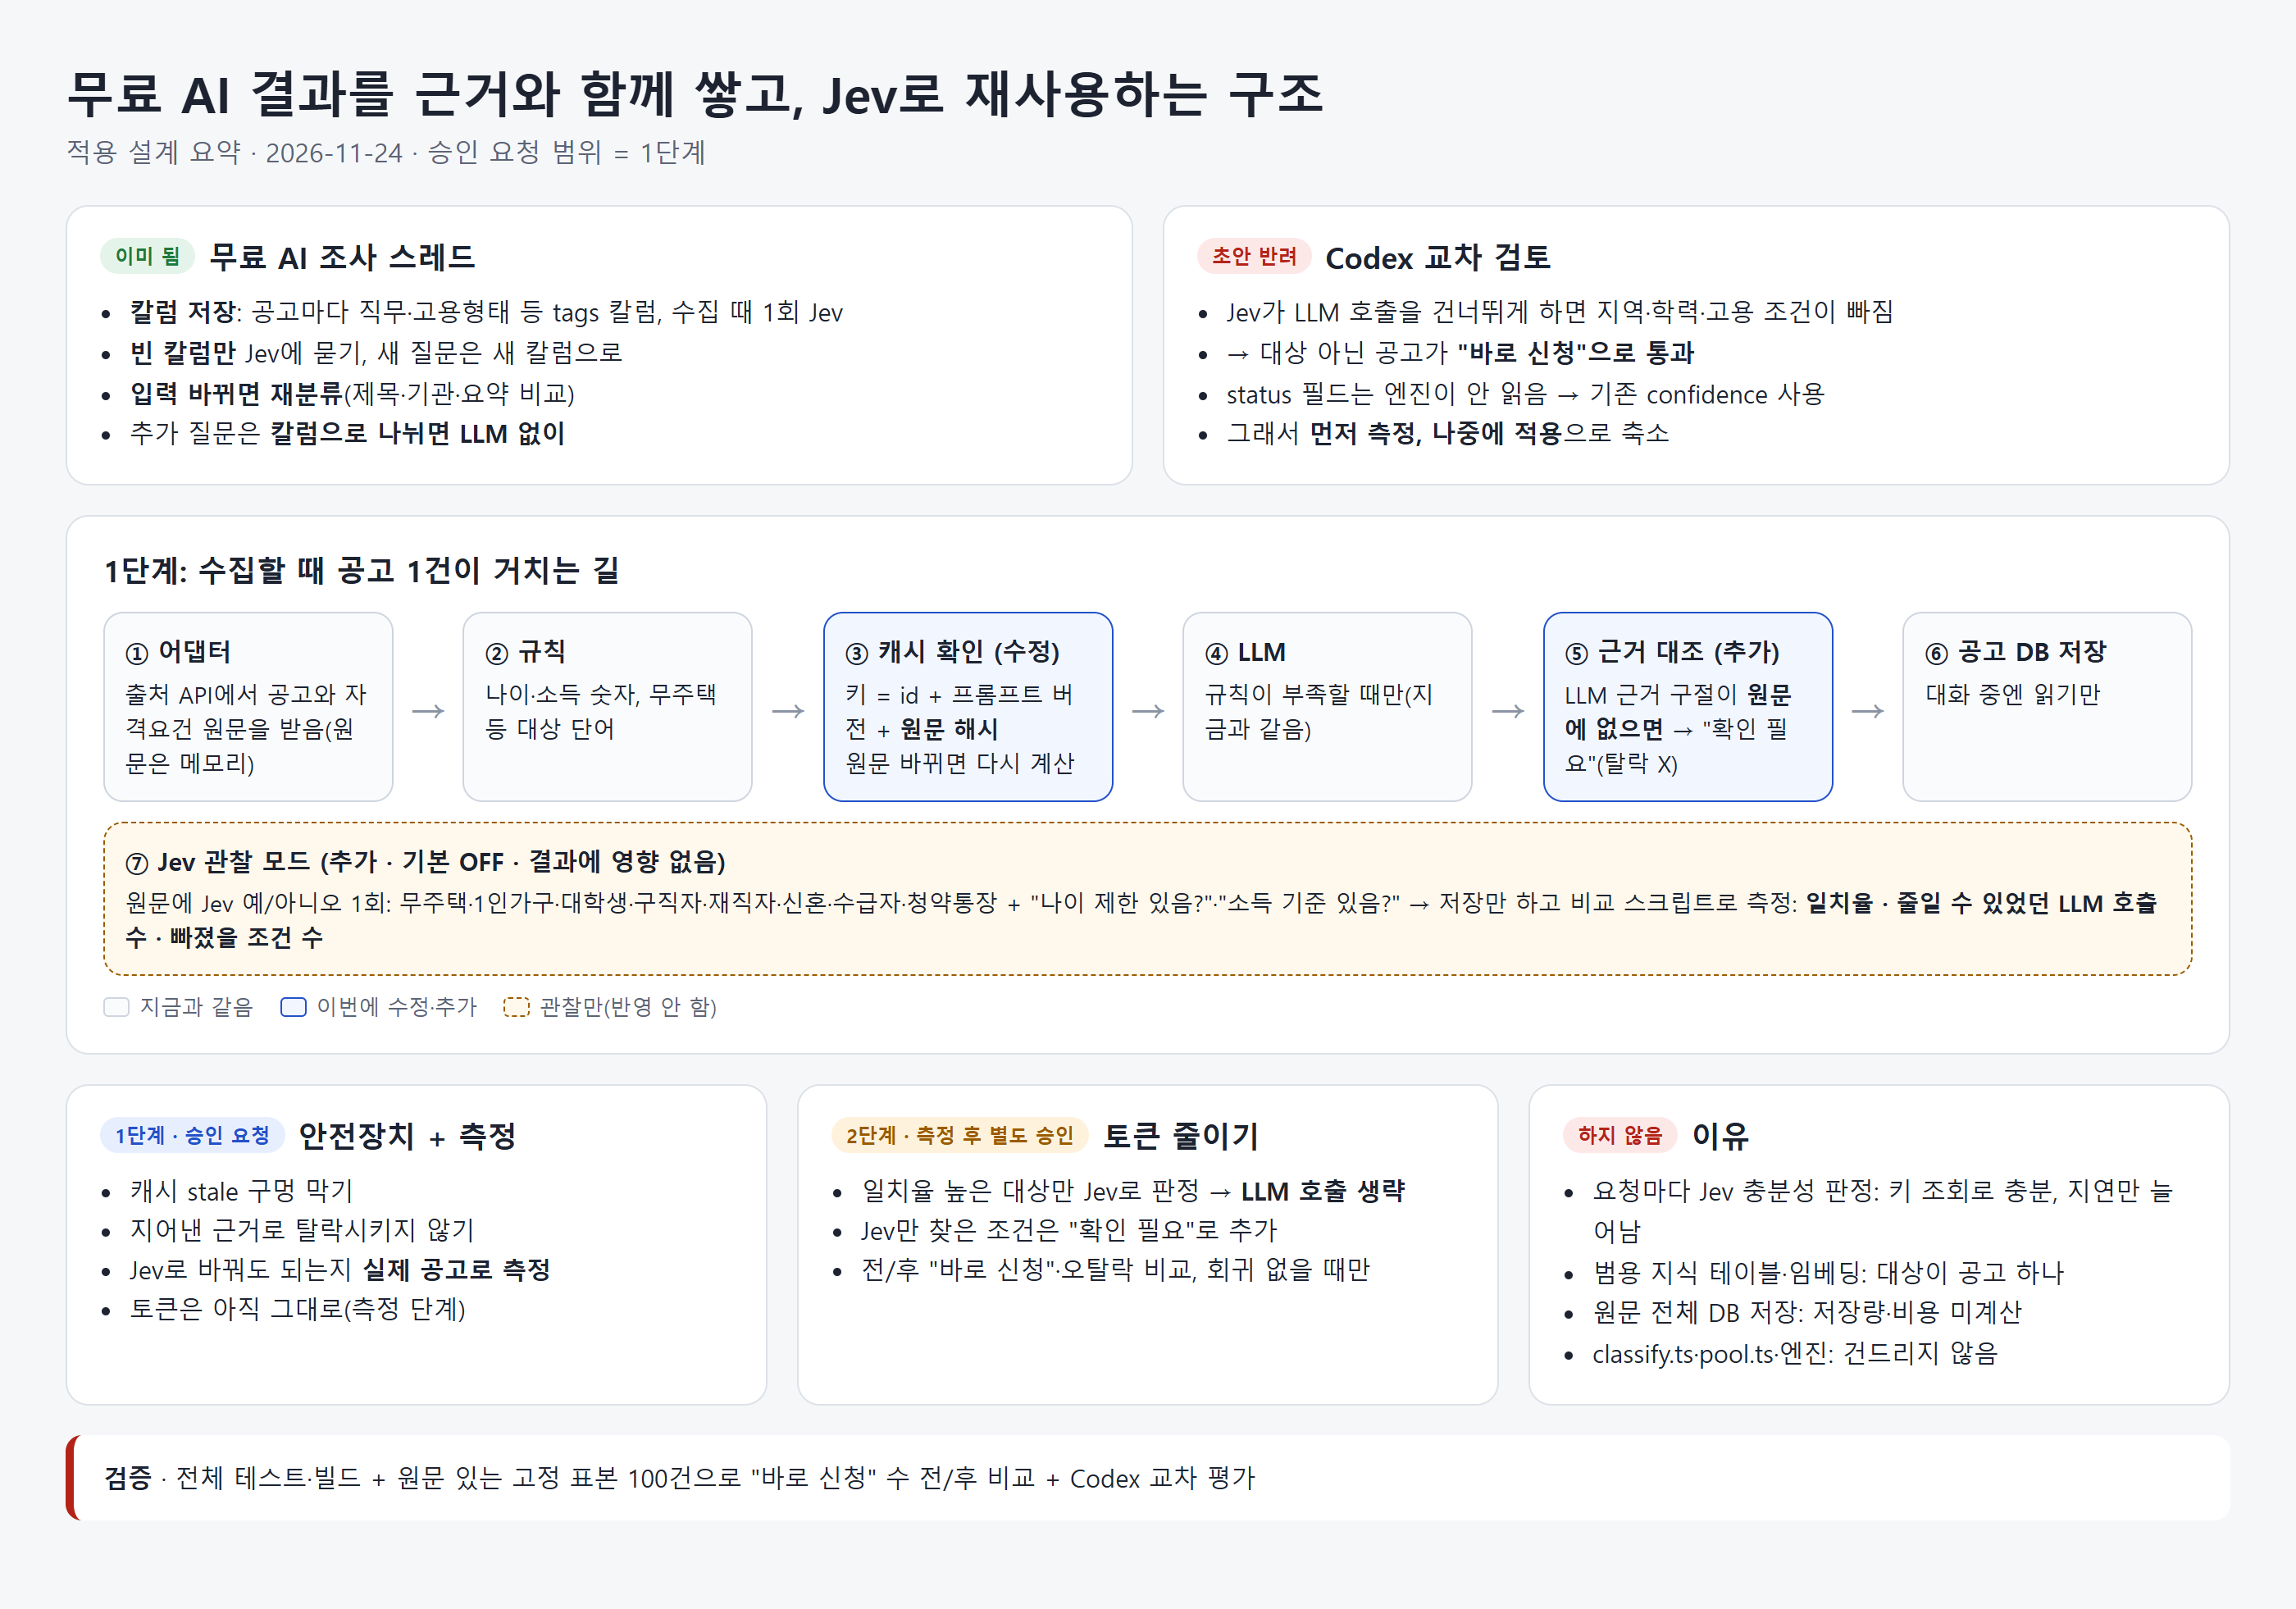 무료 AI 결과를 근거와 함께 쌓고, Jev로 재사용하는 구조
적용 설계 요약 · 2026-11-24 · 승인 요청 범위 = 1단계
이미 됨 무료 AI 조사 스레드
• 칼럼 저장: 공고마다 직무·고용형태 등 tags 칼럼, 수집 때 1회 Jev
• 빈 칼럼만 Jev에 묻기, 새 질문은 새 칼럼으로
• 입력 바뀌면 재분류(제목·기관·요약 비교)
• 추가 질문은 칼럼으로 나뉘면 LLM 없이
초안 반려 Codex 교차 검토
• Jev가 LLM 호출을 건너뛰게 하면 지역·학력·고용 조건이 빠짐
• → 대상 아닌 공고가 "바로 신청"으로 통과
• status 필드는 엔진이 안 읽음 → 기존 confidence 사용
• 그래서 먼저 측정, 나중에 적용으로 축소
1단계: 수집할 때 공고 1건이 거치는 길
① 어댑터
출처 API에서 공고와 자
격요건 원문을 받음(원
문은 메모리)
→
② 규칙
나이·소득 숫자, 무주택
등 대상 단어
→
③ 캐시 확인 (수정)
키 = id + 프롬프트 버
전 + 원문 해시
원문 바뀌면 다시 계산
→
④ LLM
규칙이 부족할 때만(지
금과 같음)
→
⑤ 근거 대조 (추가)
LLM 근거 구절이 원문
에 없으면 → "확인 필
요"(탈락 X)
→
⑥ 공고 DB 저장
대화 중엔 읽기만
⑦ Jev 관찰 모드 (추가 · 기본 OFF · 결과에 영향 없음)
원문에 Jev 예/아니오 1회: 무주택·1인가구·대학생·구직자·재직자·신혼·수급자·청약통장 + "나이 제한 있음?"·"소득 기준 있음?" → 저장만 하고 비교 스크립트로 측정: 일치율 · 줄일 수 있었던 LLM 호출
수 · 빠졌을 조건 수
지금과 같음 이번에 수정·추가 관찰만(반영 안 함)
1단계 · 승인 요청 안전장치 + 측정
• 캐시 stale 구멍 막기
• 지어낸 근거로 탈락시키지 않기
• Jev로 바꿔도 되는지 실제 공고로 측정
• 토큰은 아직 그대로(측정 단계)
2단계 · 측정 후 별도 승인 토큰 줄이기
• 일치율 높은 대상만 Jev로 판정 → LLM 호출 생략
• Jev만 찾은 조건은 "확인 필요"로 추가
• 전/후 "바로 신청"·오탈락 비교, 회귀 없을 때만
하지 않음 이유
• 요청마다 Jev 충분성 판정: 키 조회로 충분, 지연만 늘
어남
• 범용 지식 테이블·임베딩: 대상이 공고 하나
• 원문 전체 DB 저장: 저장량·비용 미계산
• classify.ts·pool.ts·엔진: 건드리지 않음
검증 · 전체 테스트·빌드 + 원문 있는 고정 표본 100건으로 "바로 신청" 수 전/후 비교 + Codex 교차 평가